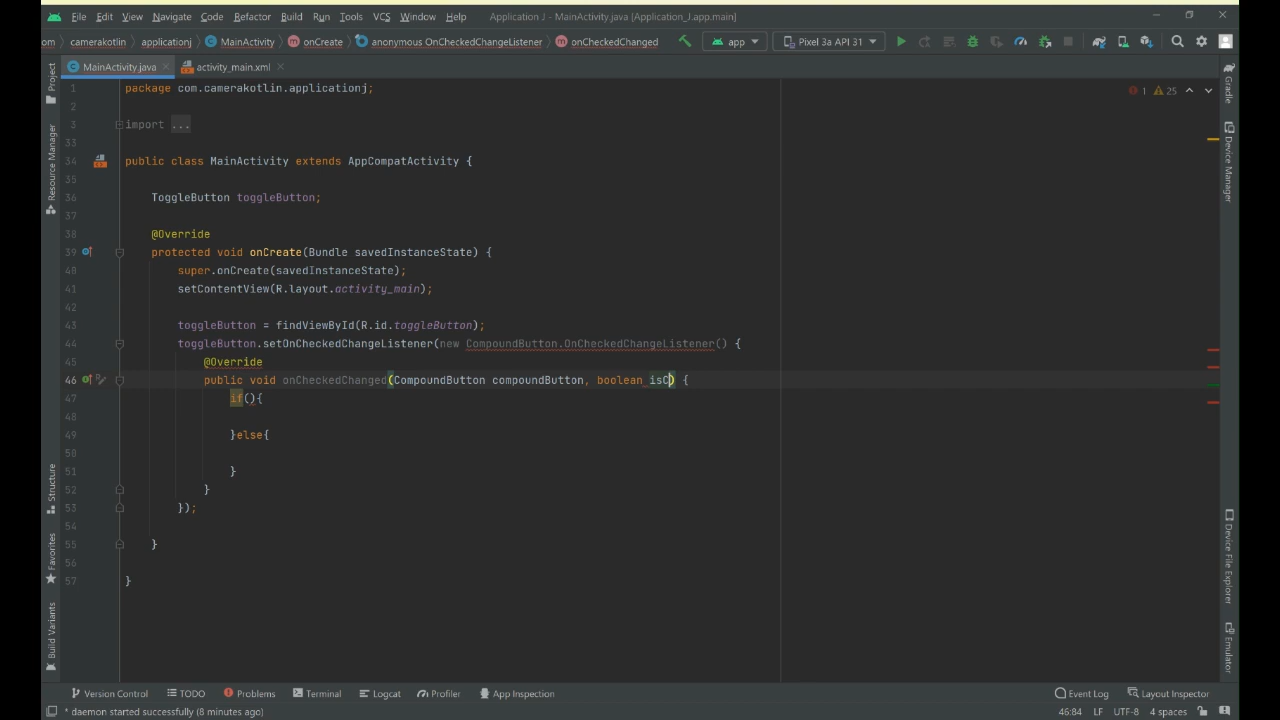 File Edit View Navigate Code Refactor Build Run Tools VCS Window Help Application J - MainActivity.java [Application_J.app.main]
om camerakotlin applicationj MainActivity onCreate anonymous OnCheckedChangeListener onCheckedChanged app Pixel 3a API 31
MainActivity.java activity_main.xml
1 package com.camerakotlin.applicationj;
1 25
2
3 import ...
33
34 public class MainActivity extends AppCompatActivity {
35
36 ToggleButton toggleButton;
37
38 @Override
39 protected void onCreate(Bundle savedInstanceState) {
40 super.onCreate(savedInstanceState);
41 setContentView(R.layout.activity_main);
42
43 toggleButton = findViewById(R.id.toggleButton);
44 toggleButton.setOnCheckedChangeListener(new CompoundButton.OnCheckedChangeListener() {
45 @Override
46 public void onCheckedChanged(CompoundButton compoundButton, boolean isC) {
47 if(){
48
49 }else{
50
51 }
52 }
53 });
54
55 }
56
57 }
Project
Resource Manager
Structure
Favorites
Build Variants
Gradle
Device Manager
Device File Explorer
Emulator
Version Control TODO Problems Terminal Logcat Profiler App Inspection Event Log Layout Inspector
* daemon started successfully (8 minutes ago) 46:84 LF UTF-8 4 spaces